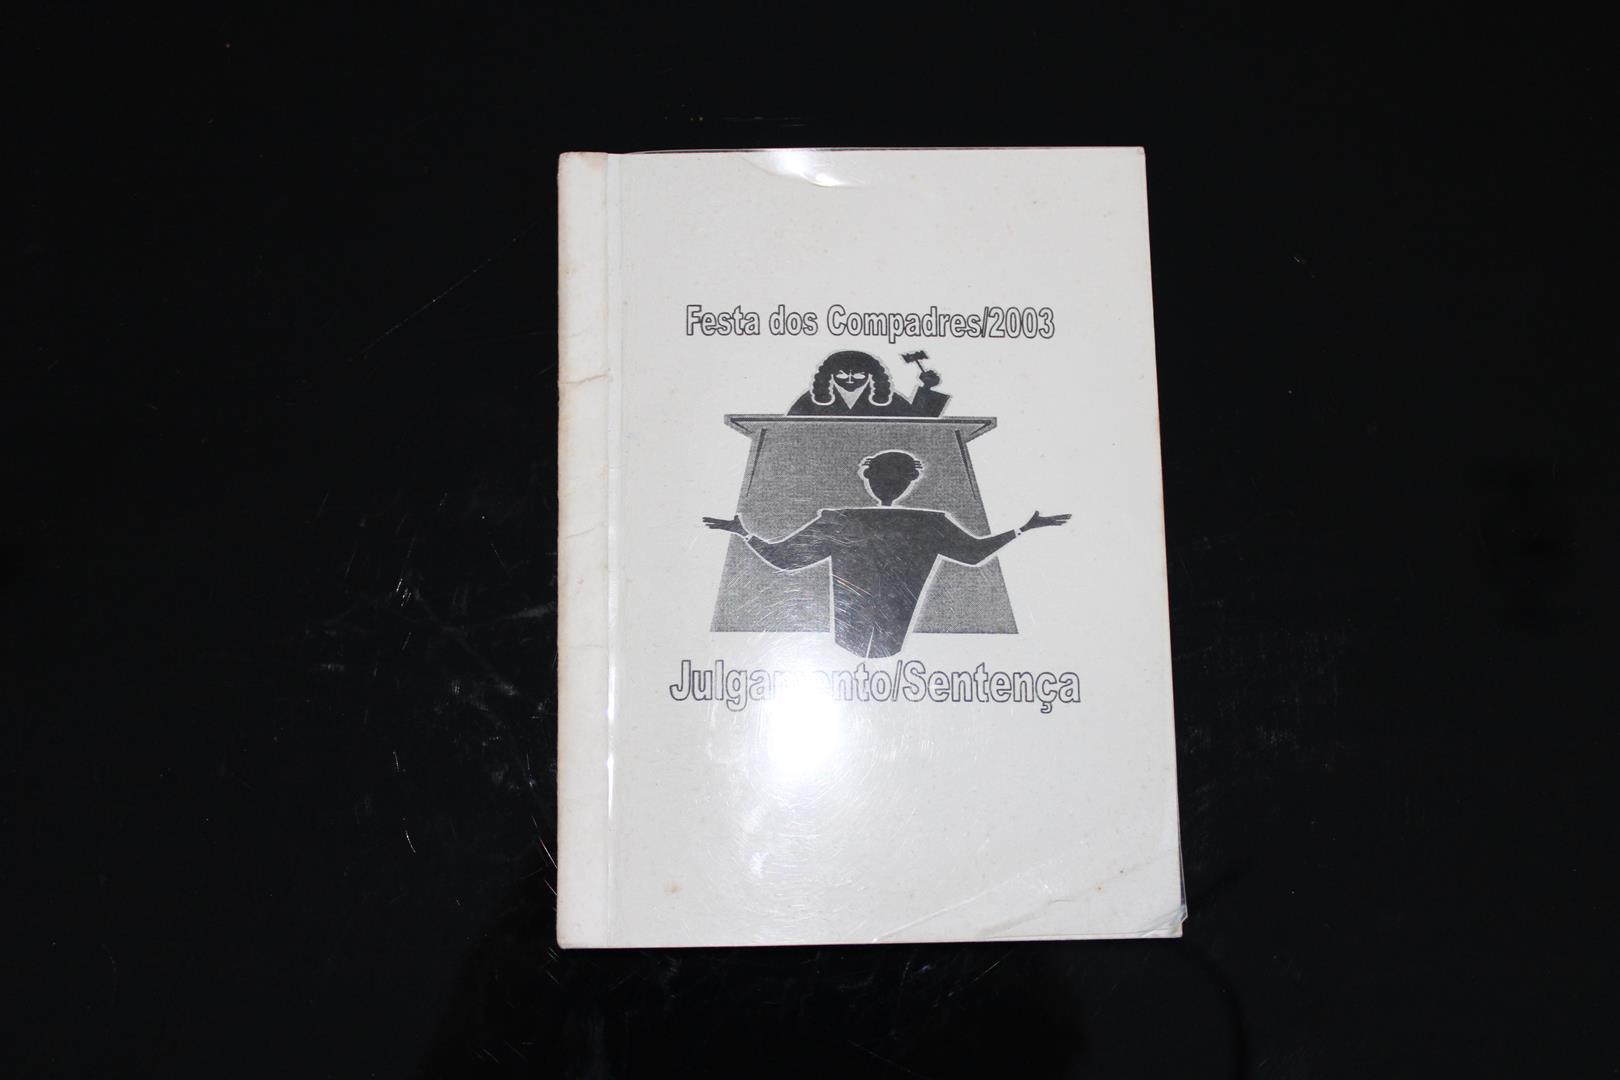 Festa dos Compadres/2003
Julgamento/Sentença